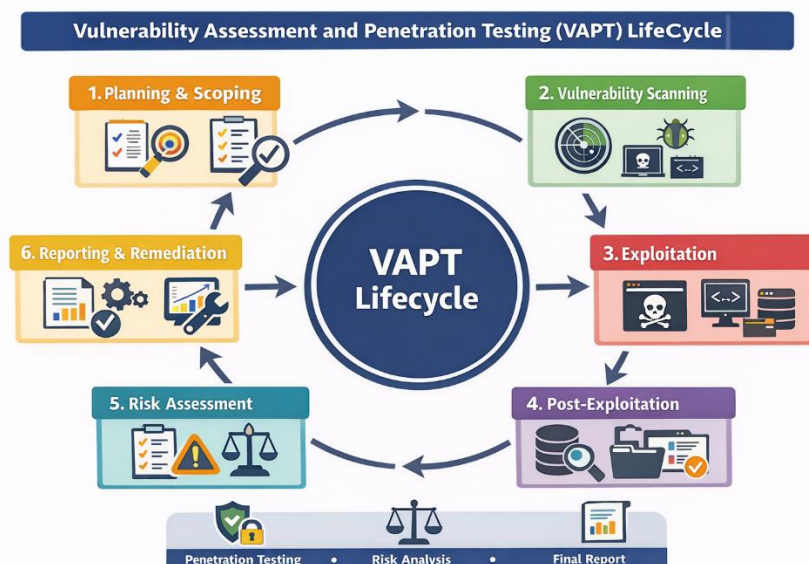 Vulnerability Assessment and Penetration Testing (VAPT) LifeCycle
1. Planning & Scoping
2. Vulnerability Scanning
6. Reporting & Remediation
VAPT
Lifecycle
3. Exploitation
<...>
5. Risk Assessment
4. Post-Exploitation
Penetration Testing • Risk Analysis • Final Report